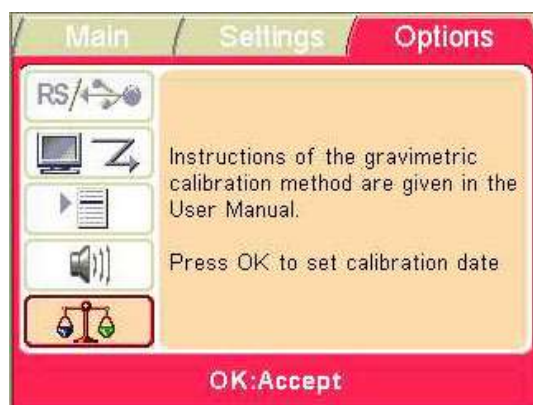 Main
Settings
Options
RS/
Instructions of the gravimetric
calibration method are given in the
User Manual.
Press OK to set calibration date
OK:Accept